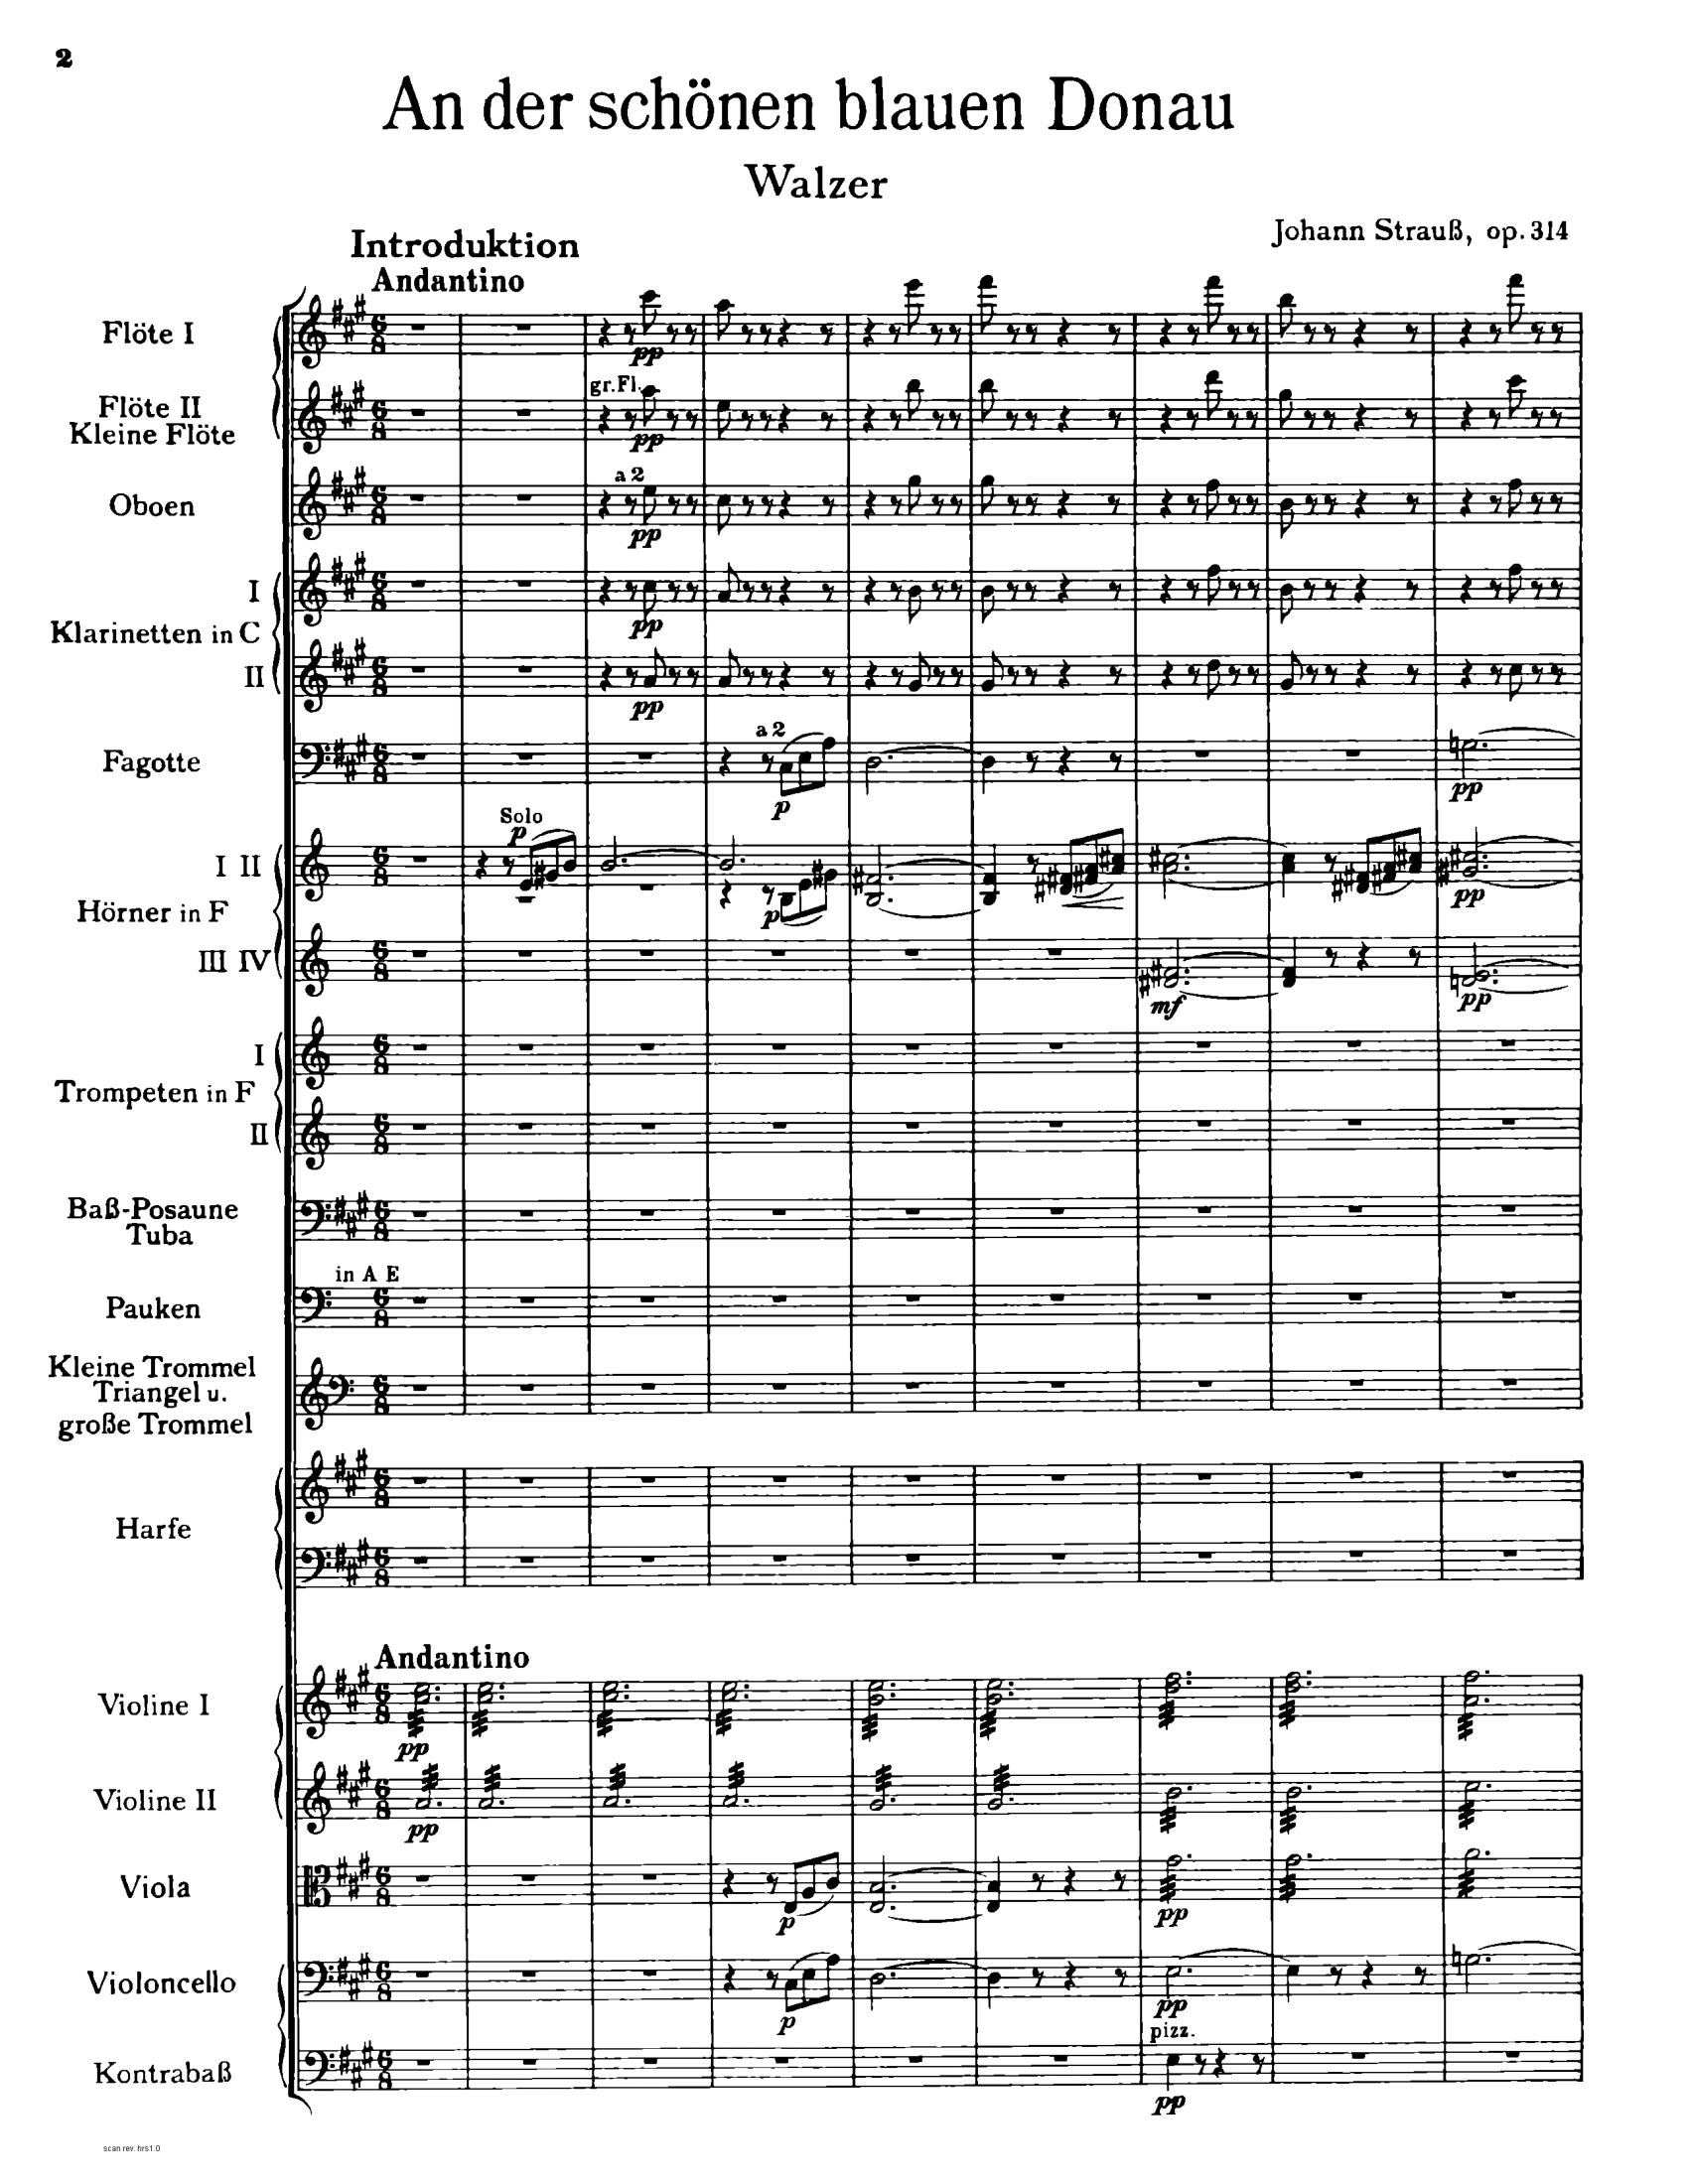 2
An der schönen blauen Donau
Walzer
Johann Strauß, op. 314
Introduktion
Andantino
Flöte I
pp
gr.Fl.
Flöte II
Kleine Flöte
pp
a 2
Oboen
pp
I
pp
Klarinetten in C
II
pp
a 2
Fagotte
p
pp
Solo
p
I II
p
pp
Hörner in F
III IV
mf
pp
I
Trompeten in F
II
Baß-Posaune
Tuba
in A E
Pauken
Kleine Trommel
Triangel u.
große Trommel
Harfe
Andantino
Violine I
pp
Violine II
pp
Viola
p
pp
Violoncello
p
pp
pizz.
Kontrabaß
pp
scan rev. hrs1.0